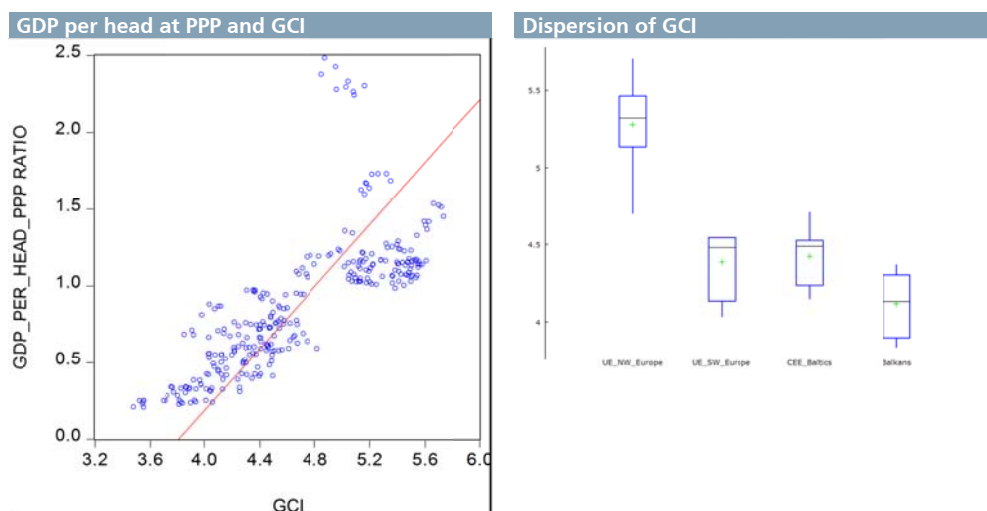 GDP per head at PPP and GCI
GDP_PER_HEAD_PPP RATIO
2.5
2.0
1.5
1.0
0.5
0.0
3.2 3.6 4.0 4.4 4.8 5.2 5.6 6.0
GCI
Dispersion of GCI
5.5
5
4.5
4
UE_NW_Europe UE_SW_Europe CEE_Baltics Balkans